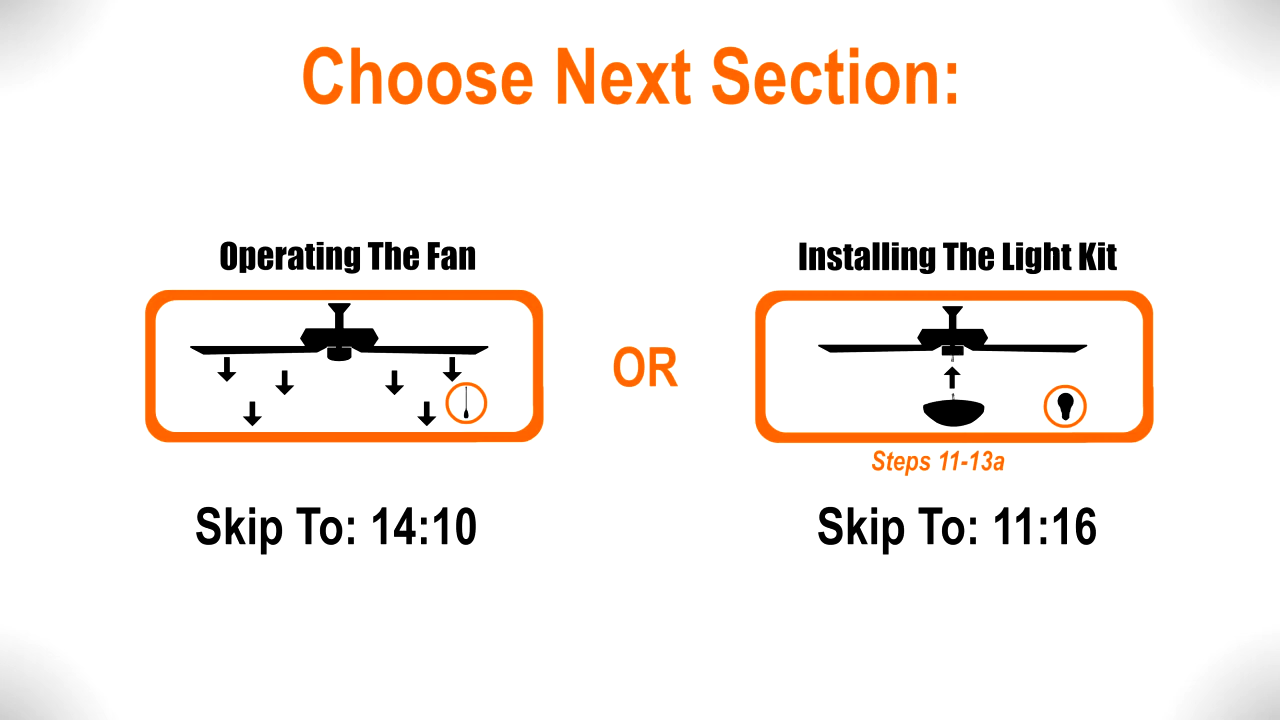 Choose Next Section:
Operating The Fan
Installing The Light Kit
OR
Steps 11-13a
Skip To: 14:10
Skip To: 11:16